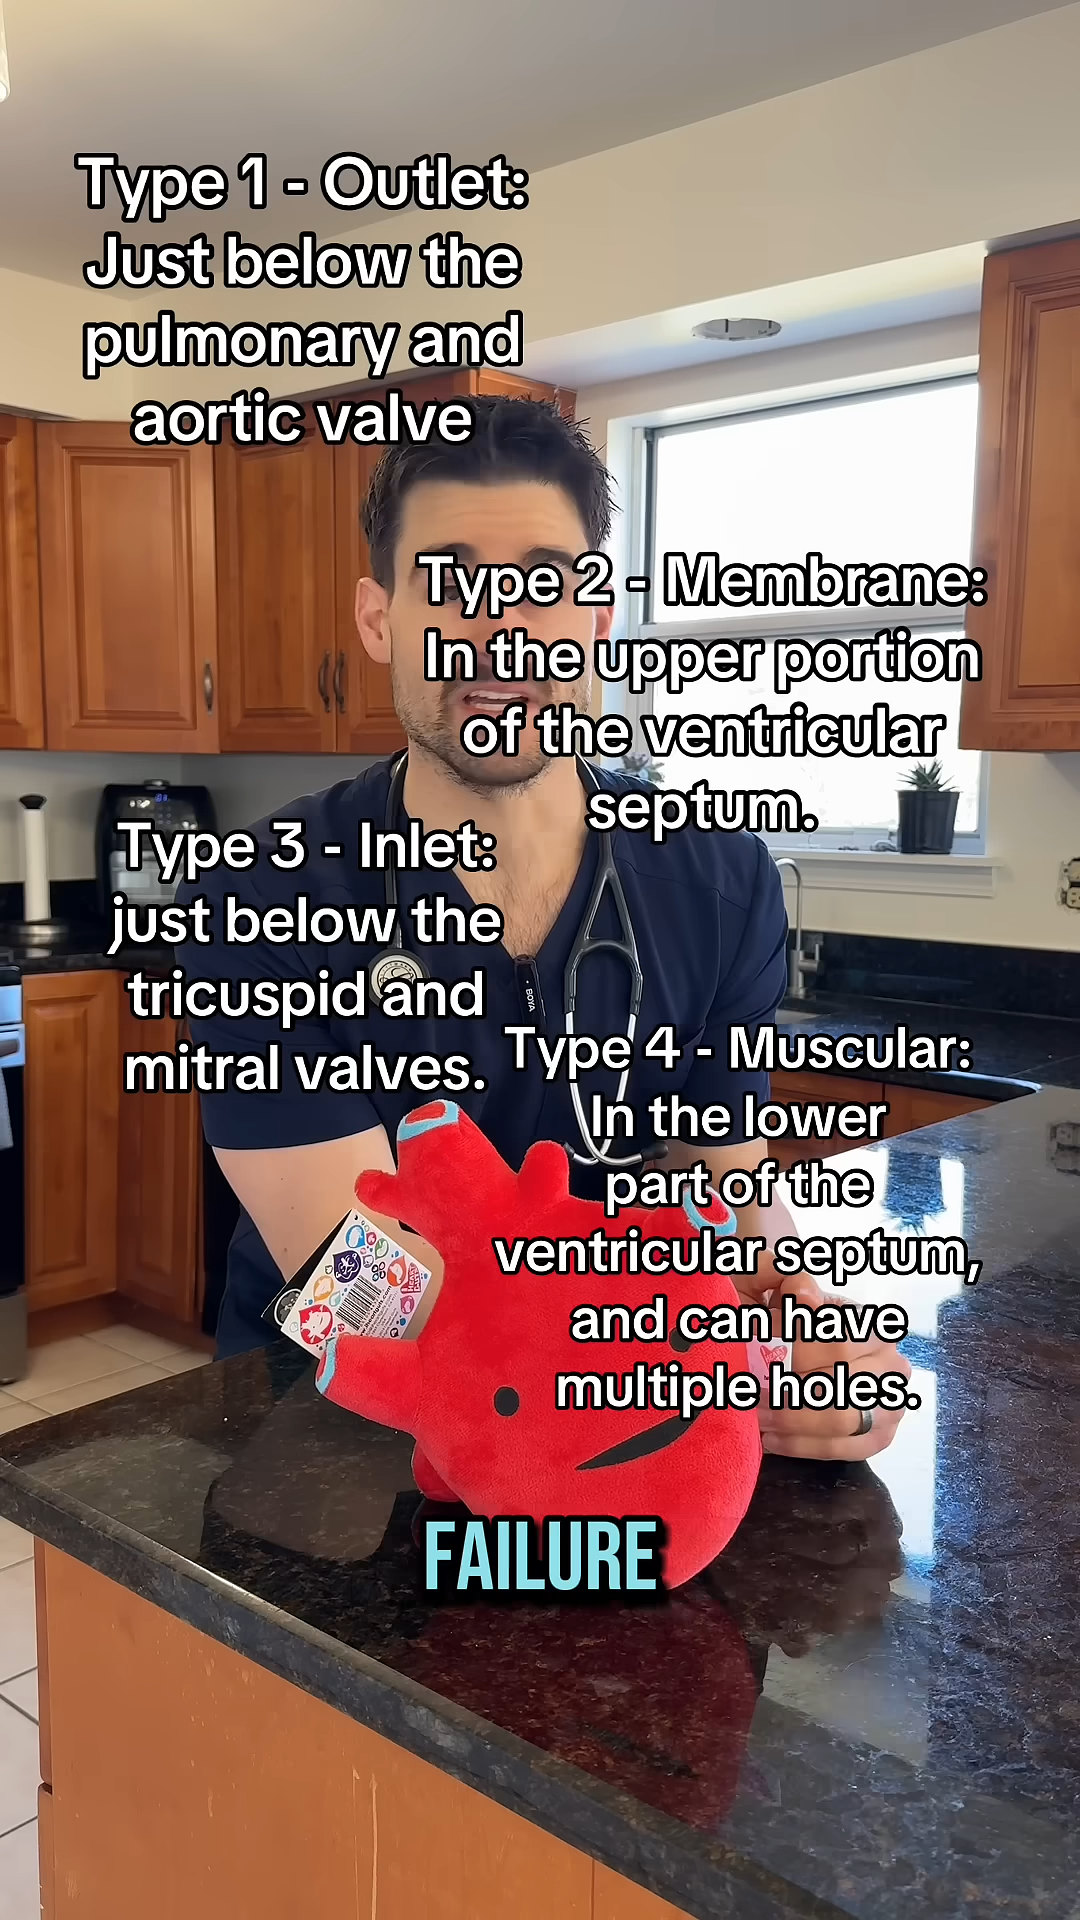 Type 1 - Outlet:
Just below the
pulmonary and
aortic valve
Type 2 - Membrane:
In the upper portion
of the ventricular
septum.
Type 3 - Inlet:
just below the
tricuspid and
mitral valves.
Type 4 - Muscular:
In the lower
part of the
ventricular septum,
and can have
multiple holes.
BOYA
FAILURE